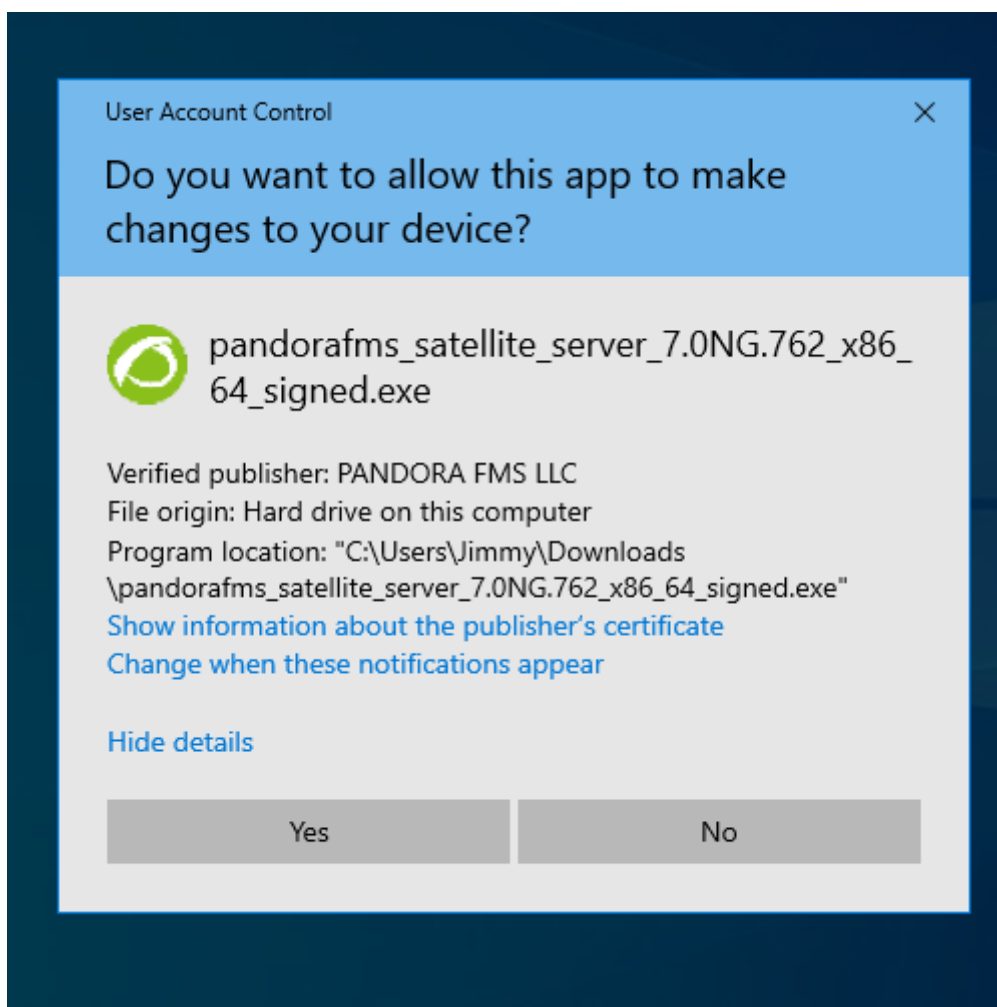 User Account Control
Do you want to allow this app to make
changes to your device?
pandorafms_satellite_server_7.0NG.762_x86_
64_signed.exe
Verified publisher: PANDORA FMS LLC
File origin: Hard drive on this computer
Program location: "C:\Users\Jimmy\Downloads
\pandorafms_satellite_server_7.0NG.762_x86_64_signed.exe"
Show information about the publisher's certificate
Change when these notifications appear
Hide details
Yes
No